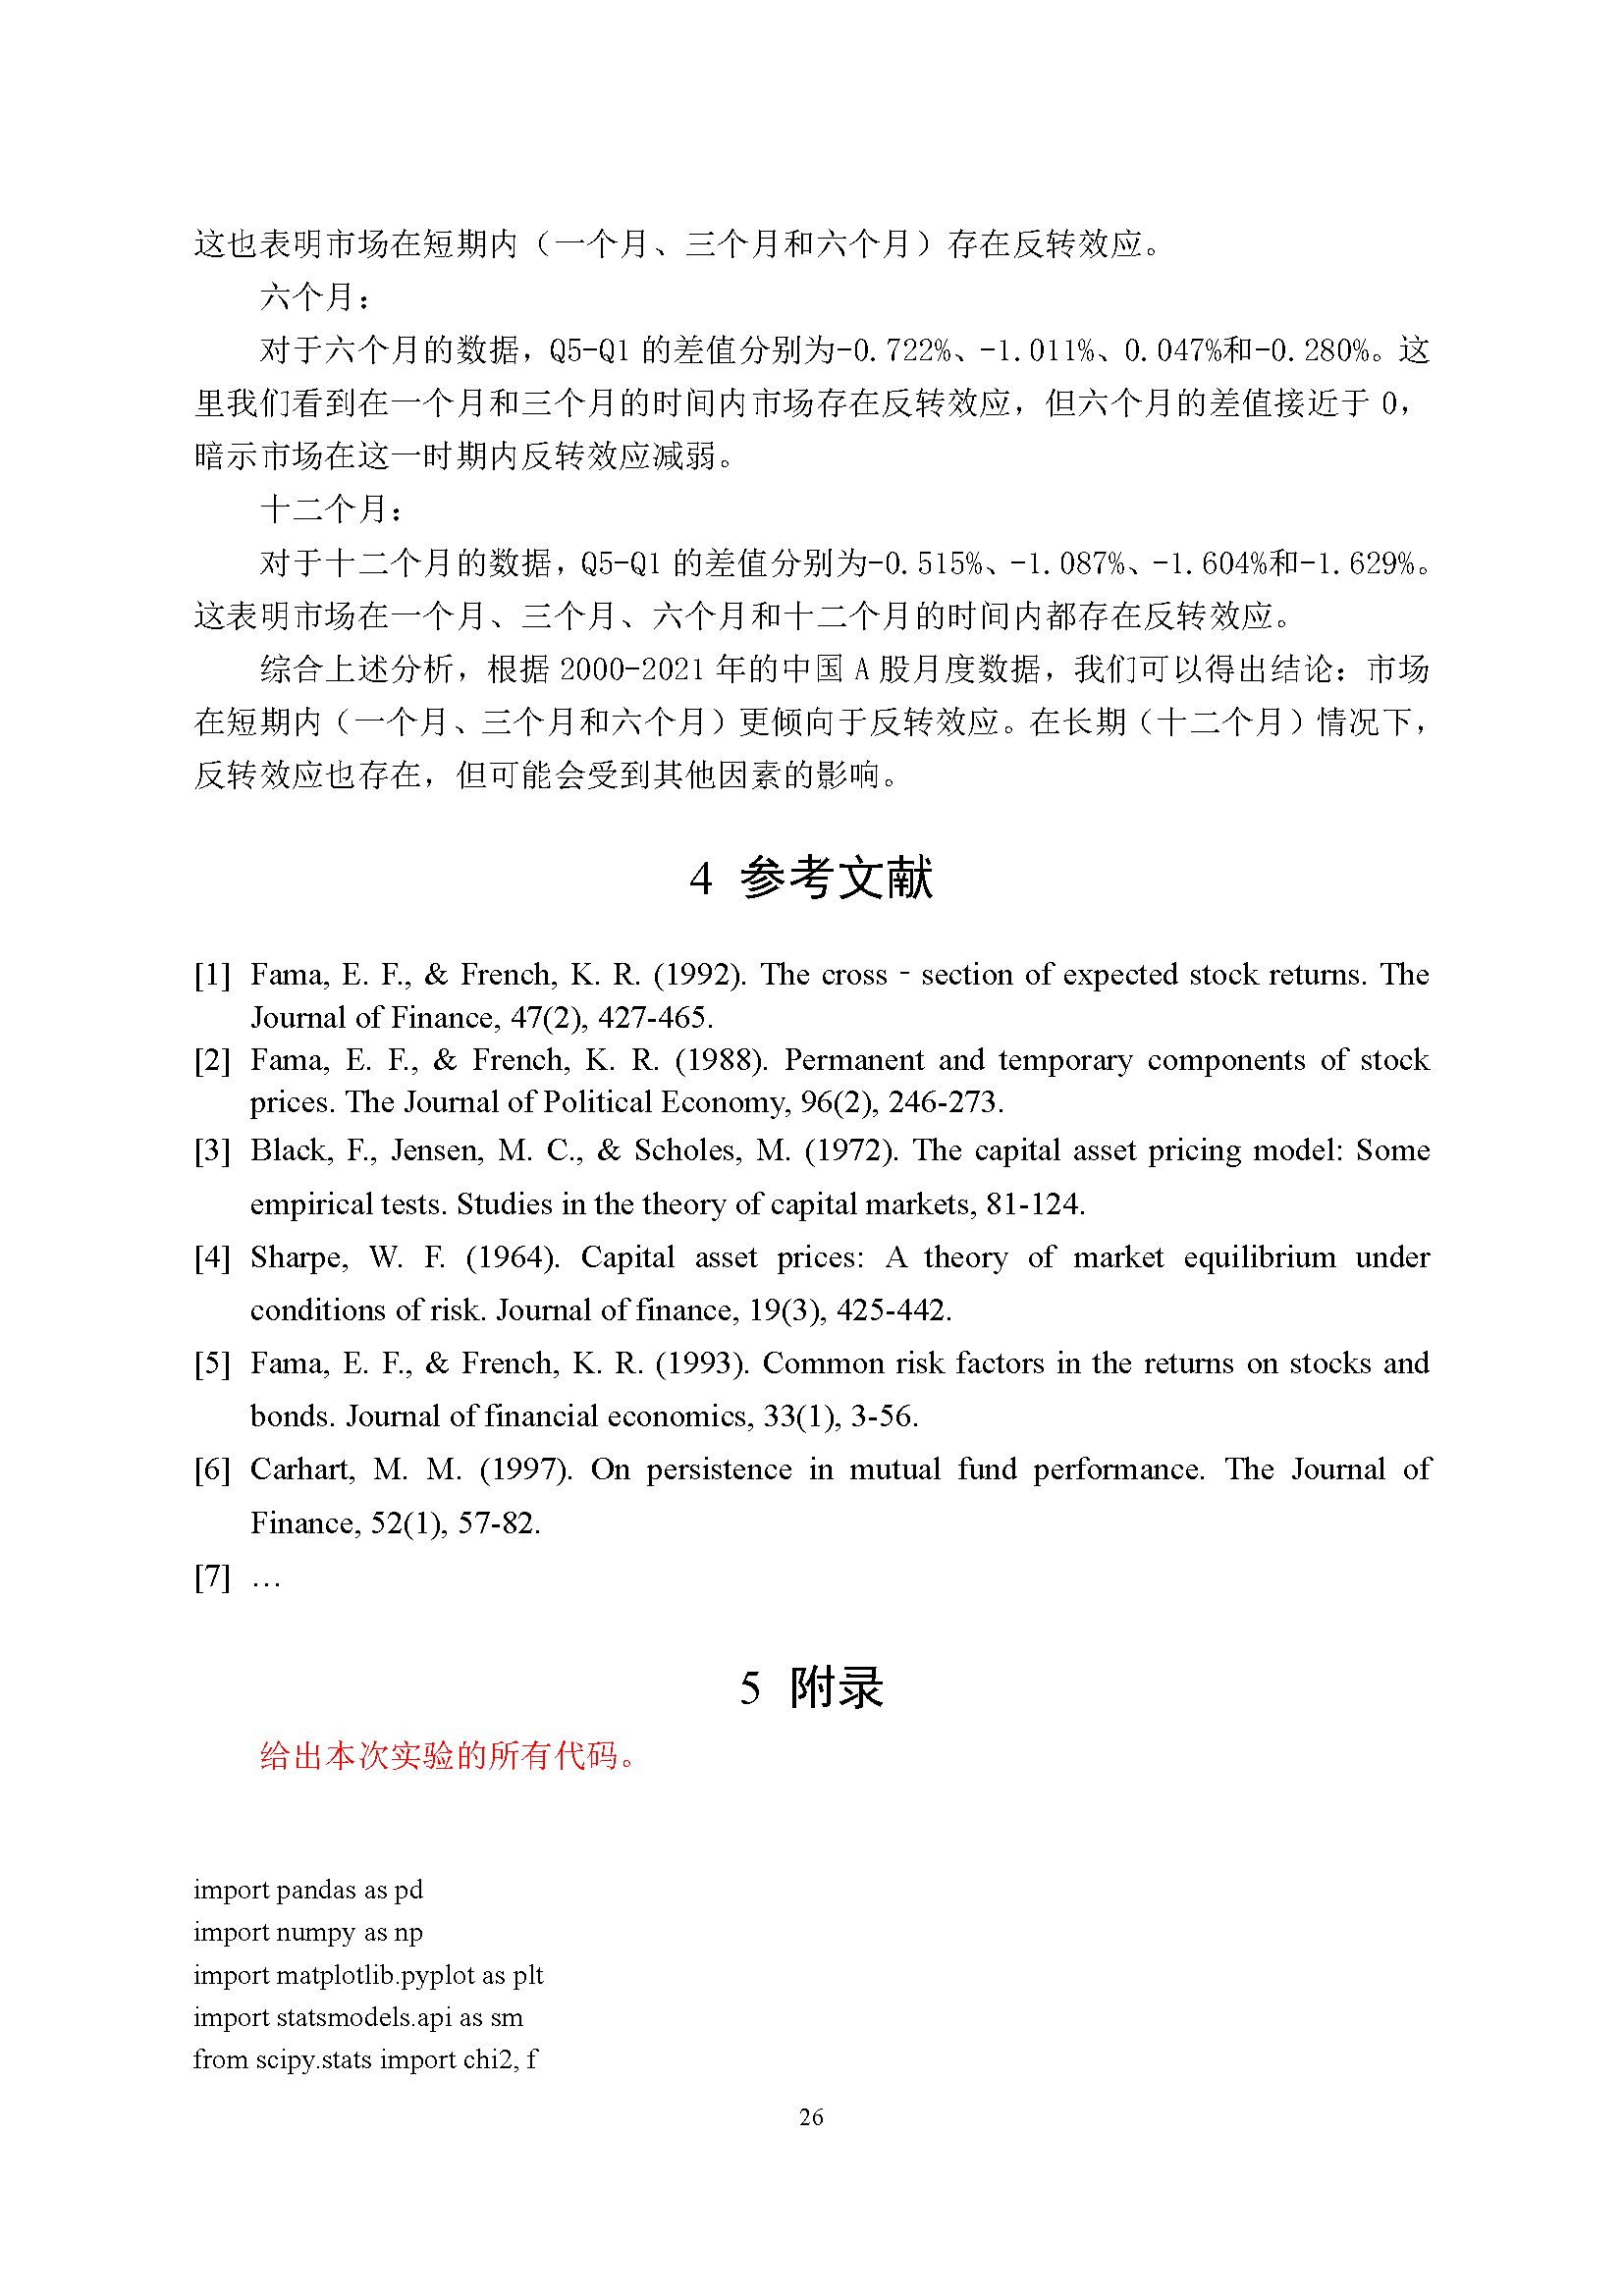 这也表明市场在短期内（一个月、三个月和六个月）存在反转效应。
六个月：
对于六个月的数据，Q5-Q1 的差值分别为-0.722%、-1.011%、0.047%和-0.280%。这
里我们看到在一个月和三个月的时间内市场存在反转效应，但六个月的差值接近于 0，
暗示市场在这一时期内反转效应减弱。
十二个月：
对于十二个月的数据，Q5-Q1 的差值分别为-0.515%、-1.087%、-1.604%和-1.629%。
这表明市场在一个月、三个月、六个月和十二个月的时间内都存在反转效应。
综合上述分析，根据 2000-2021 年的中国 A 股月度数据，我们可以得出结论：市场
在短期内（一个月、三个月和六个月）更倾向于反转效应。在长期（十二个月）情况下，
反转效应也存在，但可能会受到其他因素的影响。
4 参考文献
[1] Fama, E. F., & French, K. R. (1992). The cross‐section of expected stock returns. The
Journal of Finance, 47(2), 427-465.
[2] Fama, E. F., & French, K. R. (1988). Permanent and temporary components of stock
prices. The Journal of Political Economy, 96(2), 246-273.
[3] Black, F., Jensen, M. C., & Scholes, M. (1972). The capital asset pricing model: Some
empirical tests. Studies in the theory of capital markets, 81-124.
[4] Sharpe, W. F. (1964). Capital asset prices: A theory of market equilibrium under
conditions of risk. Journal of finance, 19(3), 425-442.
[5] Fama, E. F., & French, K. R. (1993). Common risk factors in the returns on stocks and
bonds. Journal of financial economics, 33(1), 3-56.
[6] Carhart, M. M. (1997). On persistence in mutual fund performance. The Journal of
Finance, 52(1), 57-82.
[7] …
5 附录
给出本次实验的所有代码。
import pandas as pd
import numpy as np
import matplotlib.pyplot as plt
import statsmodels.api as sm
from scipy.stats import chi2, f
26